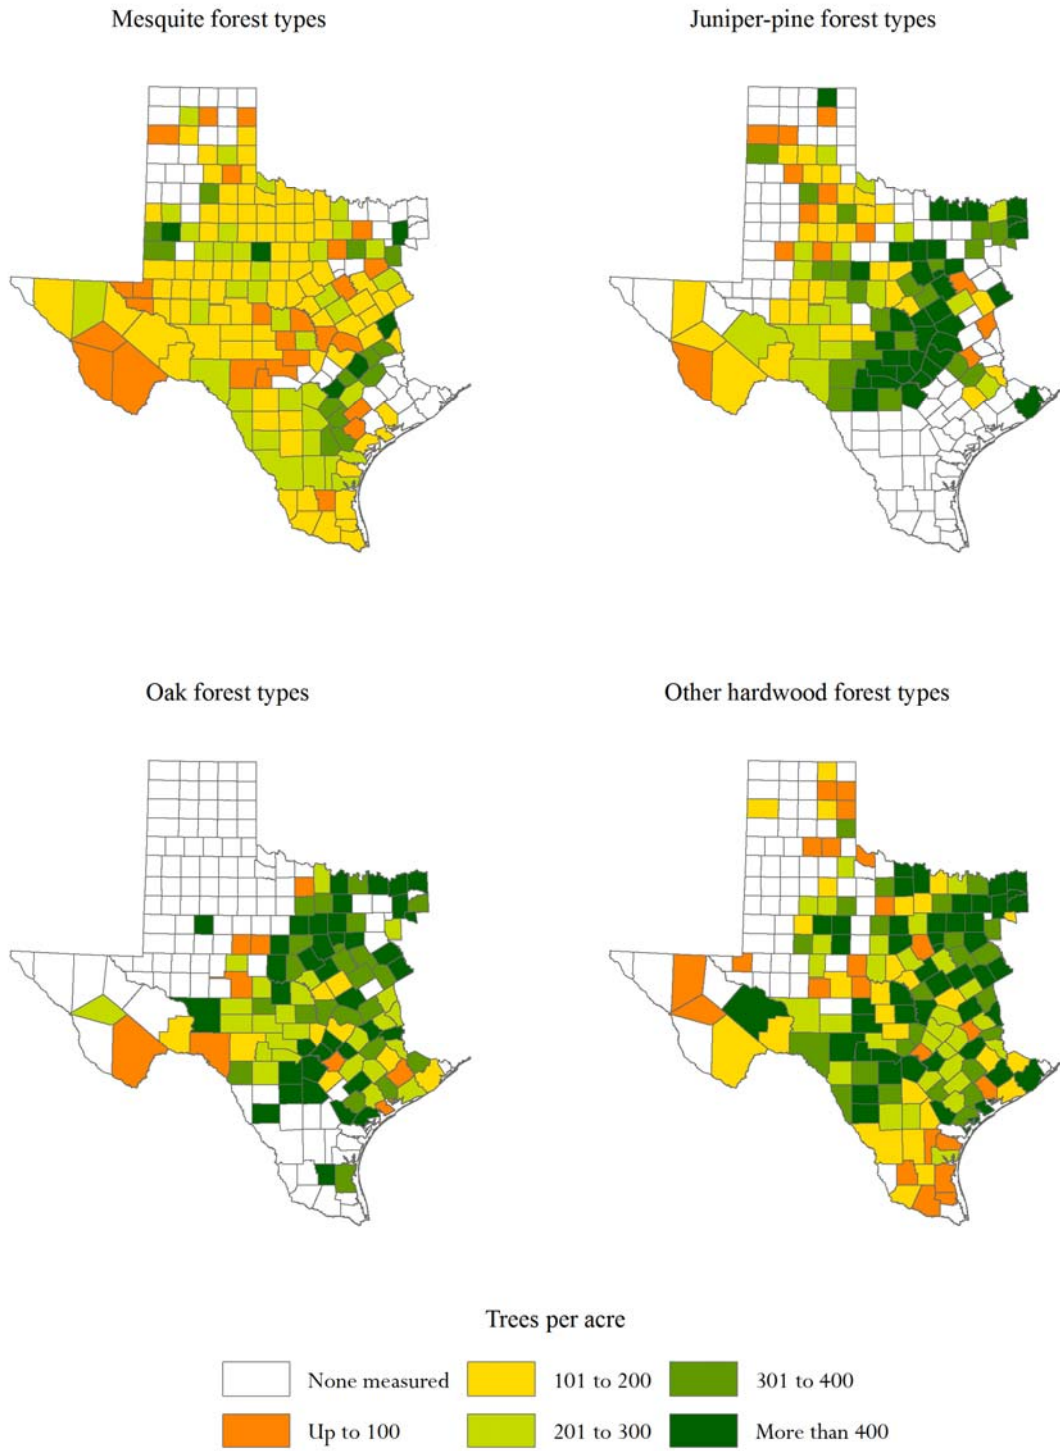 Mesquite forest types
Juniper-pine forest types
Oak forest types
Other hardwood forest types
Trees per acre
None measured
101 to 200
301 to 400
Up to 100
201 to 300
More than 400